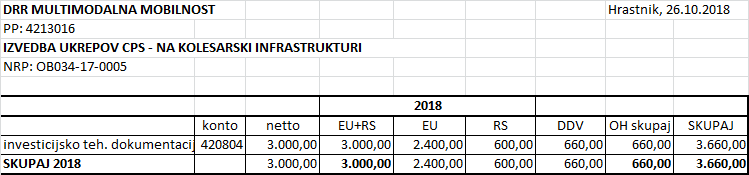 DRR MULTIMODALNA MOBILNOST Hrastnik, 26.10.2018
PP: 4213016
IZVEDBA UKREPOV CPS - NA KOLESARSKI INFRASTRUKTURI
NRP: OB034-17-0005
2018
konto netto EU+RS EU RS DDV OH skupaj SKUPAJ
investicijsko teh. dokumentacij 420804 3.000,00 3.000,00 2.400,00 600,00 660,00 660,00 3.660,00
SKUPAJ 2018 3.000,00 3.000,00 2.400,00 600,00 660,00 660,00 3.660,00